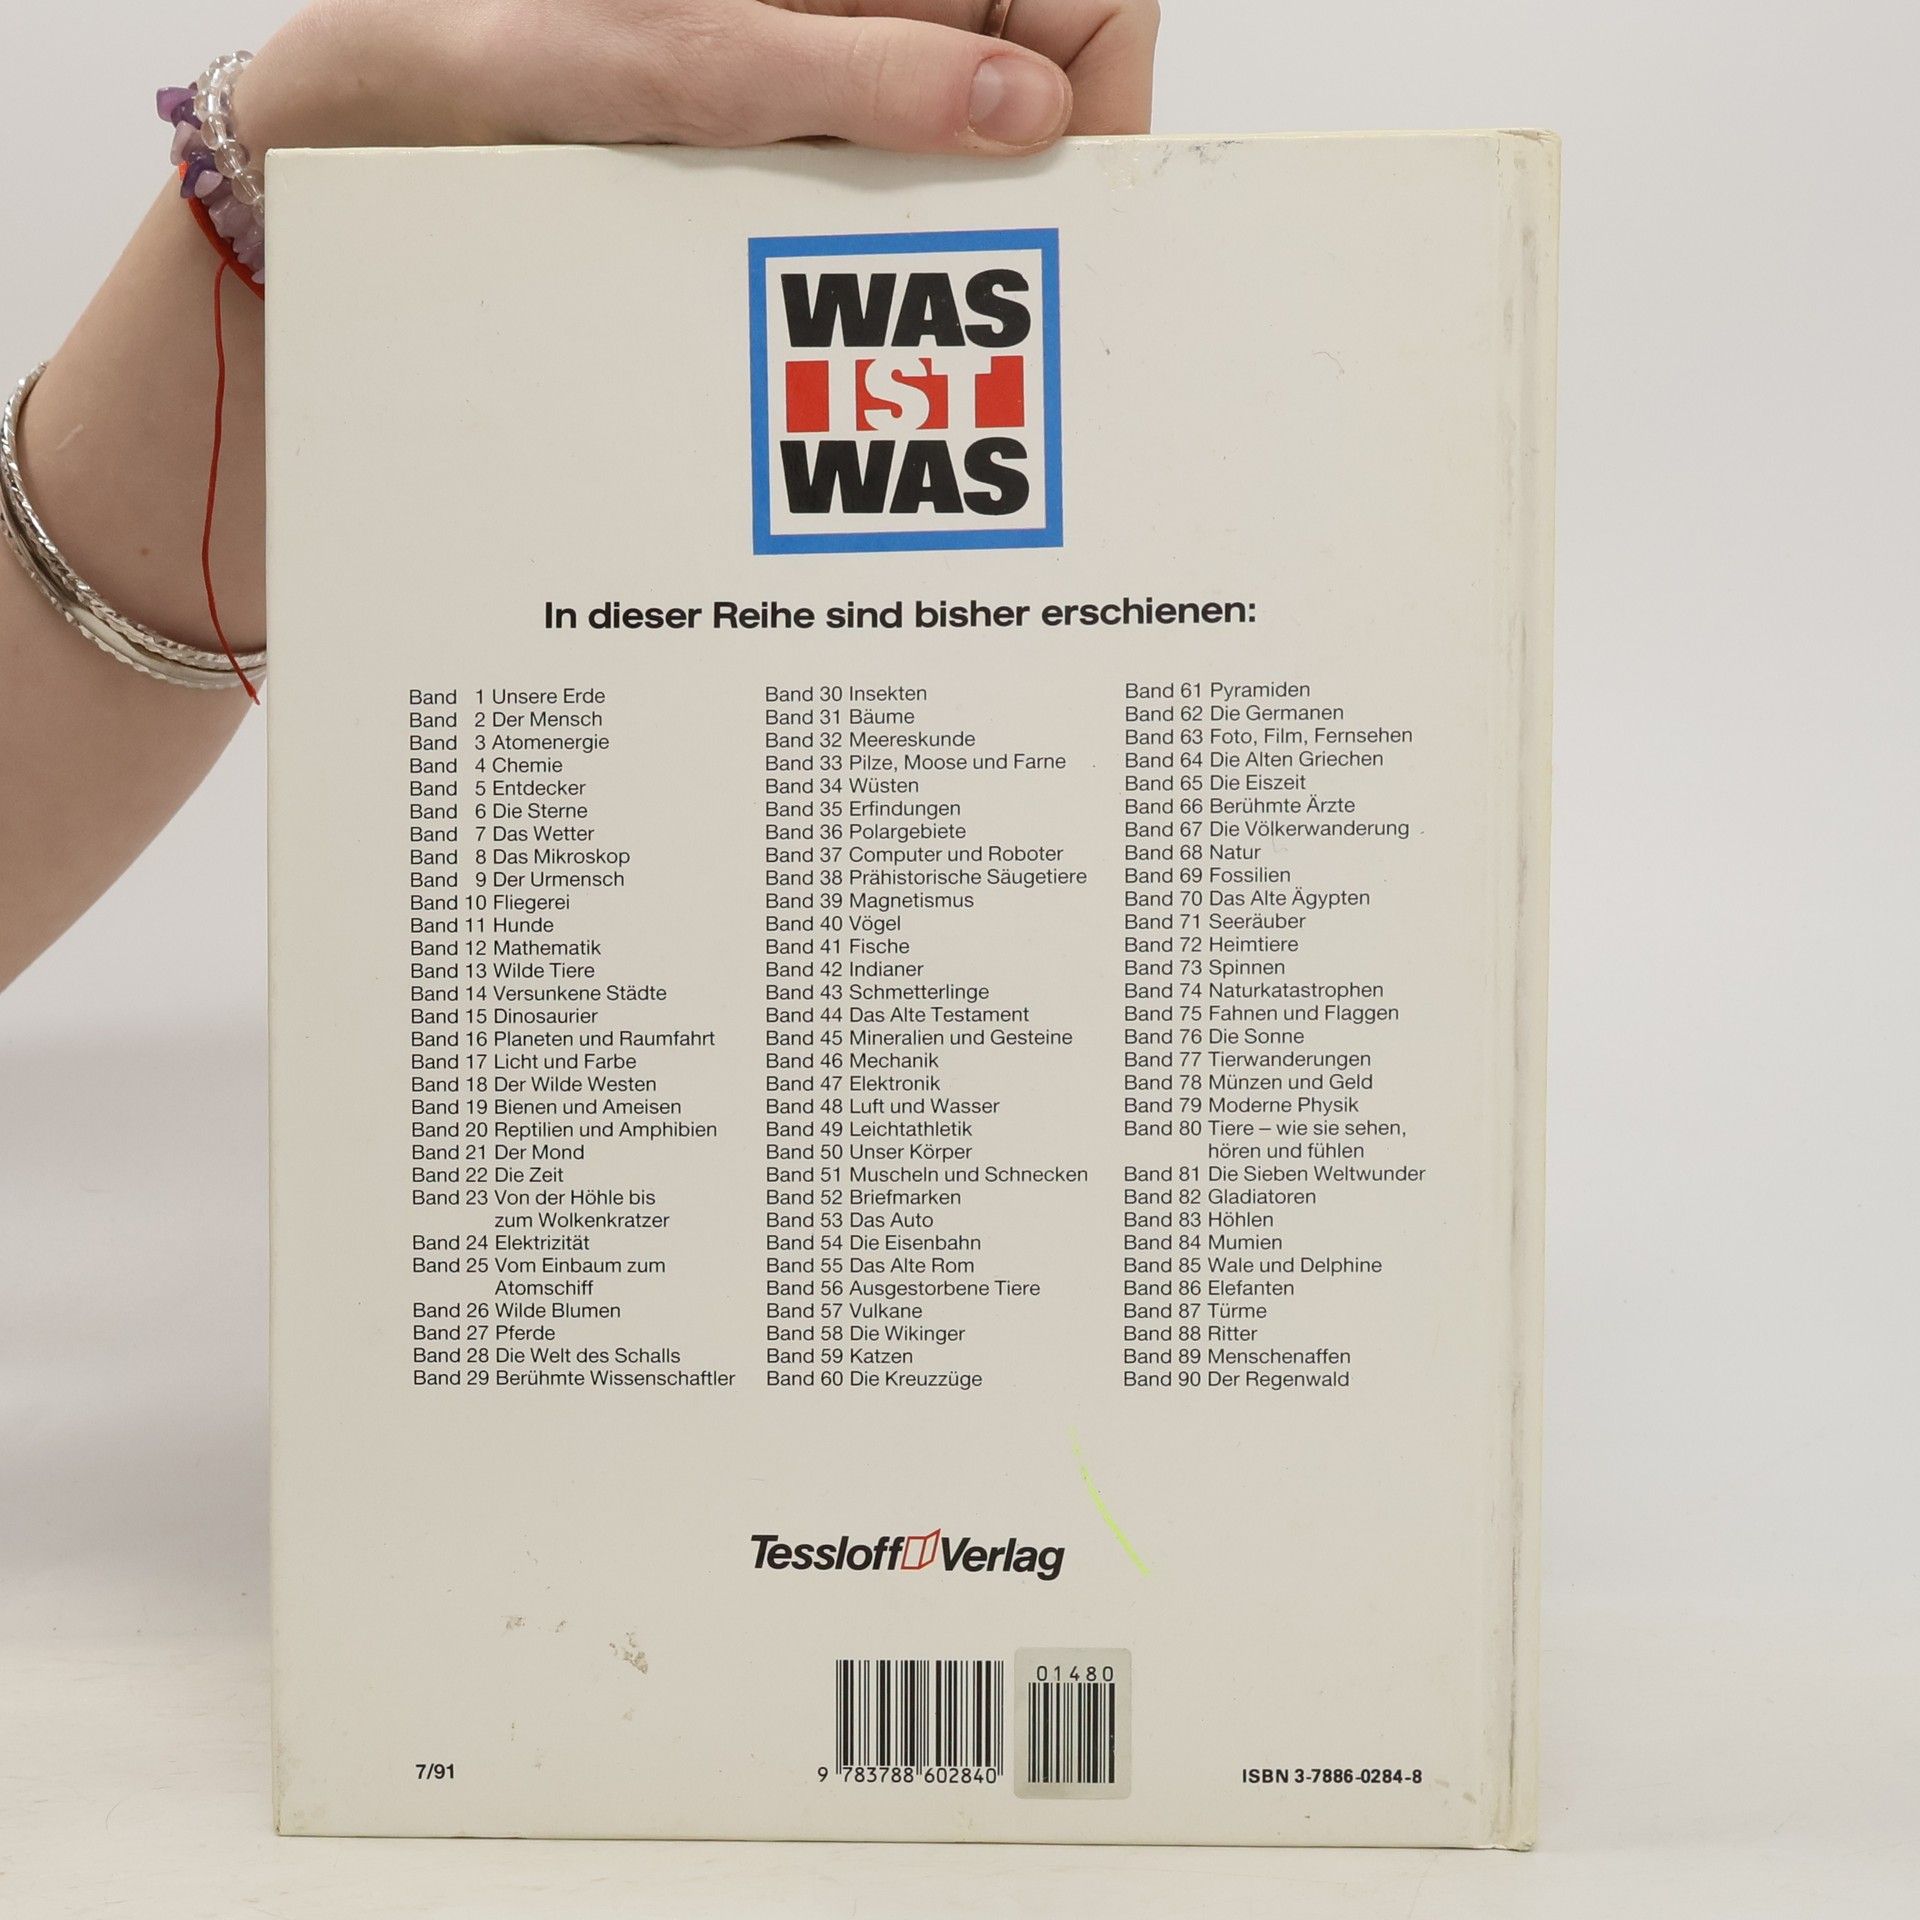 WAS
IST
WAS
In dieser Reihe sind bisher erschienen:
Band 1 Unsere Erde
Band 2 Der Mensch
Band 3 Atomenergie
Band 4 Chemie
Band 5 Entdecker
Band 6 Die Sterne
Band 7 Das Wetter
Band 8 Das Mikroskop
Band 9 Der Urmensch
Band 10 Fliegerei
Band 11 Hunde
Band 12 Mathematik
Band 13 Wilde Tiere
Band 14 Versunkene Städte
Band 15 Dinosaurier
Band 16 Planeten und Raumfahrt
Band 17 Licht und Farbe
Band 18 Der Wilde Westen
Band 19 Bienen und Ameisen
Band 20 Reptilien und Amphibien
Band 21 Der Mond
Band 22 Die Zeit
Band 23 Von der Höhle bis
zum Wolkenkratzer
Band 24 Elektrizität
Band 25 Vom Einbaum zum
Atomschiff
Band 26 Wilde Blumen
Band 27 Pferde
Band 28 Die Welt des Schalls
Band 29 Berühmte Wissenschaftler
Band 30 Insekten
Band 31 Bäume
Band 32 Meereskunde
Band 33 Pilze, Moose und Farne
Band 34 Wüsten
Band 35 Erfindungen
Band 36 Polargebiete
Band 37 Computer und Roboter
Band 38 Prähistorische Säugetiere
Band 39 Magnetismus
Band 40 Vögel
Band 41 Fische
Band 42 Indianer
Band 43 Schmetterlinge
Band 44 Das Alte Testament
Band 45 Mineralien und Gesteine
Band 46 Mechanik
Band 47 Elektronik
Band 48 Luft und Wasser
Band 49 Leichtathletik
Band 50 Unser Körper
Band 51 Muscheln und Schnecken
Band 52 Briefmarken
Band 53 Das Auto
Band 54 Die Eisenbahn
Band 55 Das Alte Rom
Band 56 Ausgestorbene Tiere
Band 57 Vulkane
Band 58 Die Wikinger
Band 59 Katzen
Band 60 Die Kreuzzüge
Band 61 Pyramiden
Band 62 Die Germanen
Band 63 Foto, Film, Fernsehen
Band 64 Die Alten Griechen
Band 65 Die Eiszeit
Band 66 Berühmte Ärzte
Band 67 Die Völkerwanderung
Band 68 Natur
Band 69 Fossilien
Band 70 Das Alte Ägypten
Band 71 Seeräuber
Band 72 Heimtiere
Band 73 Spinnen
Band 74 Naturkatastrophen
Band 75 Fahnen und Flaggen
Band 76 Die Sonne
Band 77 Tierwanderungen
Band 78 Münzen und Geld
Band 79 Moderne Physik
Band 80 Tiere – wie sie sehen,
hören und fühlen
Band 81 Die Sieben Weltwunder
Band 82 Gladiatoren
Band 83 Höhlen
Band 84 Mumien
Band 85 Wale und Delphine
Band 86 Elefanten
Band 87 Türme
Band 88 Ritter
Band 89 Menschenaffen
Band 90 Der Regenwald
Tessloff Verlag
01480
7/91
9 783788 602840
ISBN 3-7886-0284-8